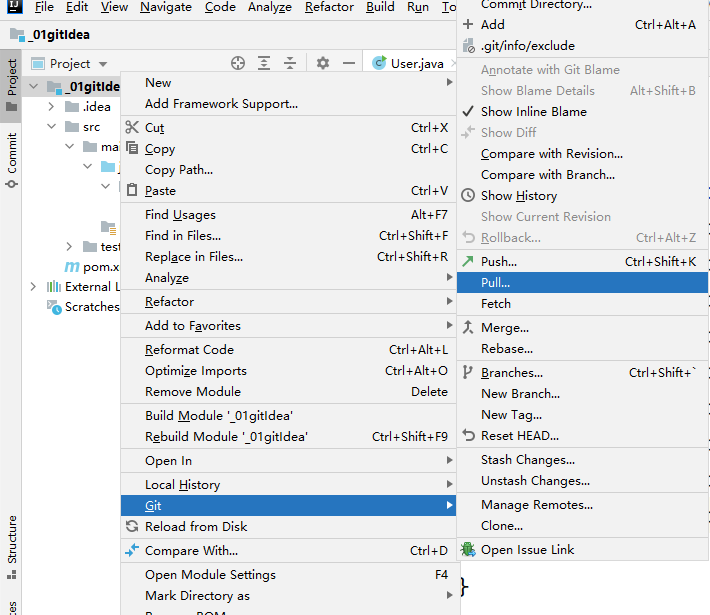 File Edit View Navigate Code Analyze Refactor Build Run To
_01gitIdea
Project
User.java
_01gitIde
.idea
src
ma
test
pom.x
External L
Scratches
Project
Commit
Structure
New
Add Framework Support...
Cut Ctrl+X
Copy Ctrl+C
Copy Path...
Paste Ctrl+V
Find Usages Alt+F7
Find in Files... Ctrl+Shift+F
Replace in Files... Ctrl+Shift+R
Analyze
Refactor
Add to Favorites
Reformat Code Ctrl+Alt+L
Optimize Imports Ctrl+Alt+O
Remove Module Delete
Build Module '_01gitIdea'
Rebuild Module '_01gitIdea' Ctrl+Shift+F9
Open In
Local History
Git
Reload from Disk
Compare With... Ctrl+D
Open Module Settings F4
Mark Directory as
Commit Directory...
Add Ctrl+Alt+A
.git/info/exclude
Annotate with Git Blame
Show Blame Details Alt+Shift+B
Show Inline Blame
Show Diff
Compare with Revision...
Compare with Branch...
Show History
Show Current Revision
Rollback... Ctrl+Alt+Z
Push... Ctrl+Shift+K
Pull...
Fetch
Merge...
Rebase...
Branches... Ctrl+Shift+`
New Branch...
New Tag...
Reset HEAD...
Stash Changes...
Unstash Changes...
Manage Remotes...
Clone...
Open Issue Link
}